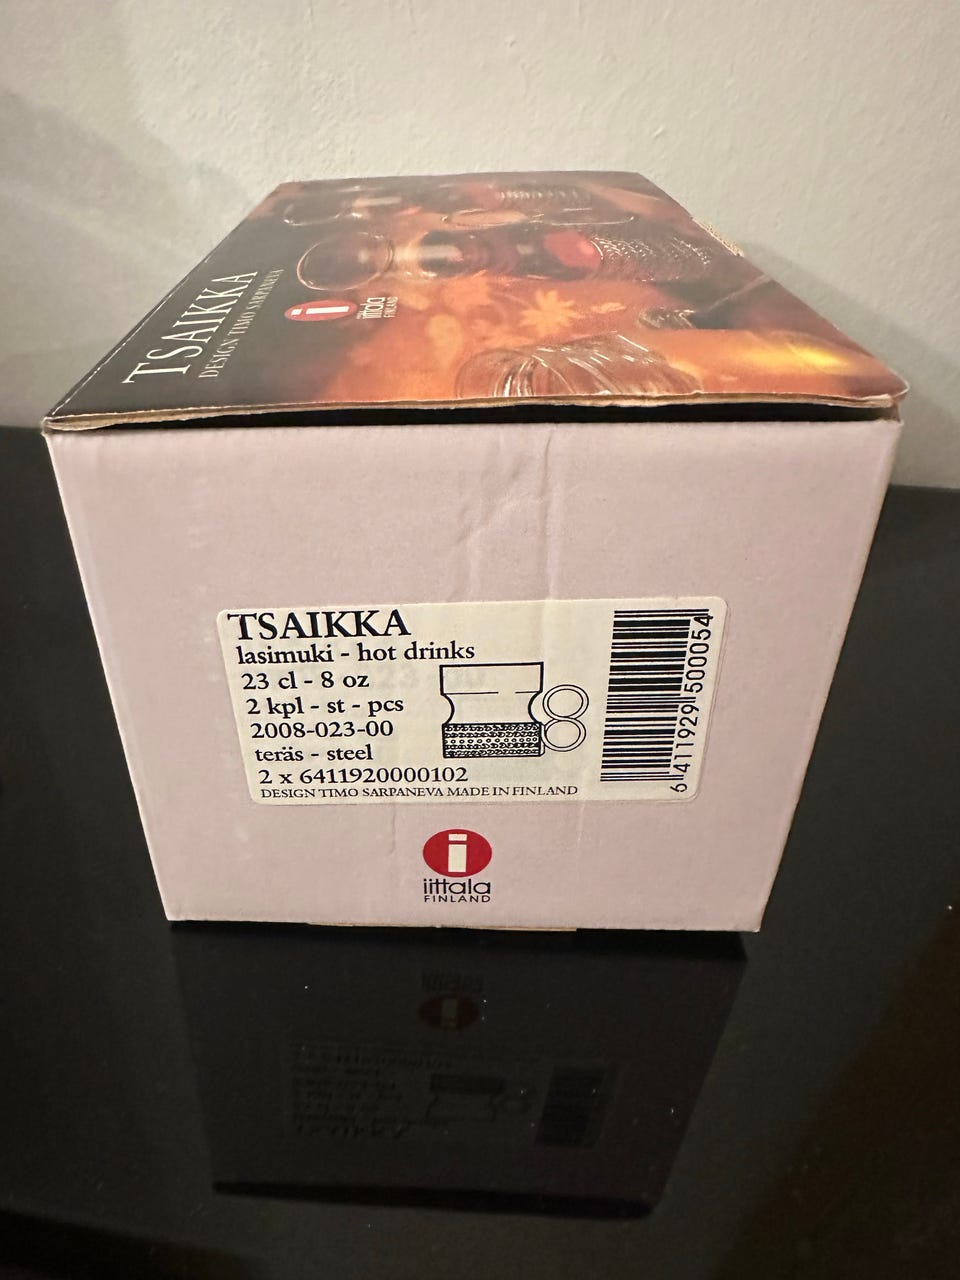 TSAIKKA
DESIGN TIMO SARPANEVA
iittala
FINLAND
TSAIKKA
lasimuki - hot drinks
23 cl - 8 oz
2 kpl - st - pcs
2008-023-00
teräs - steel
2 x 6411920000102
DESIGN TIMO SARPANEVA MADE IN FINLAND
6 411929 500054
i
iittala
FINLAND